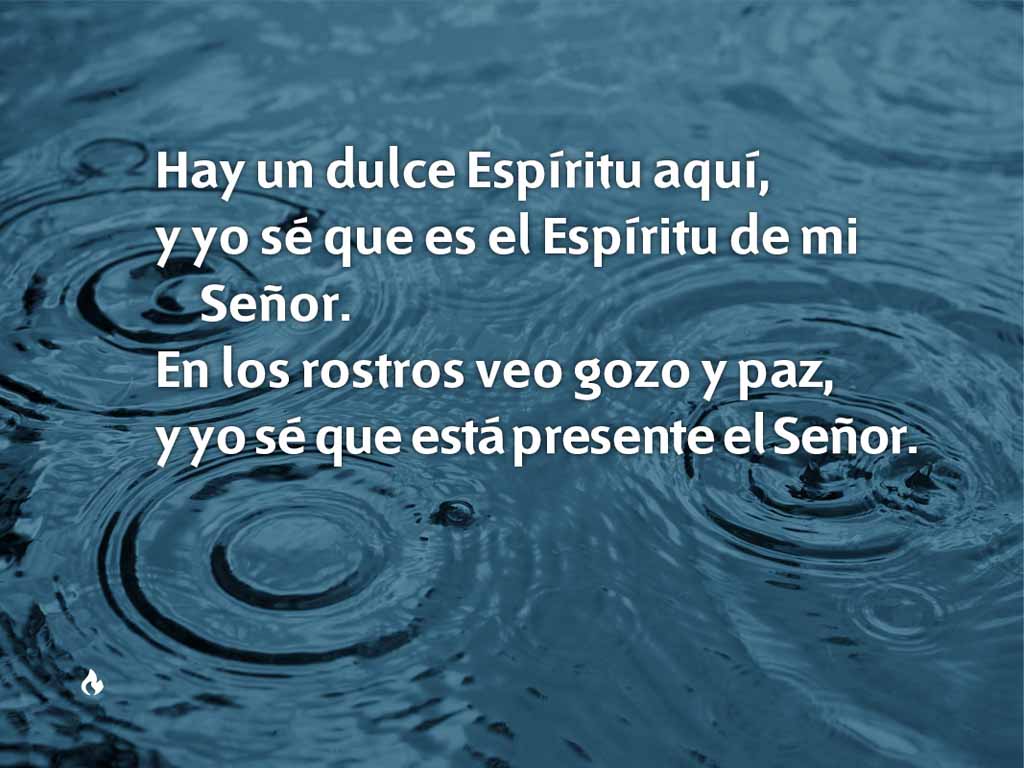 Hay un dulce Espíritu aquí,
y yo sé que es el Espíritu de mi
Señor.
En los rostros veo gozo y paz,
y yo sé que está presente el Señor.